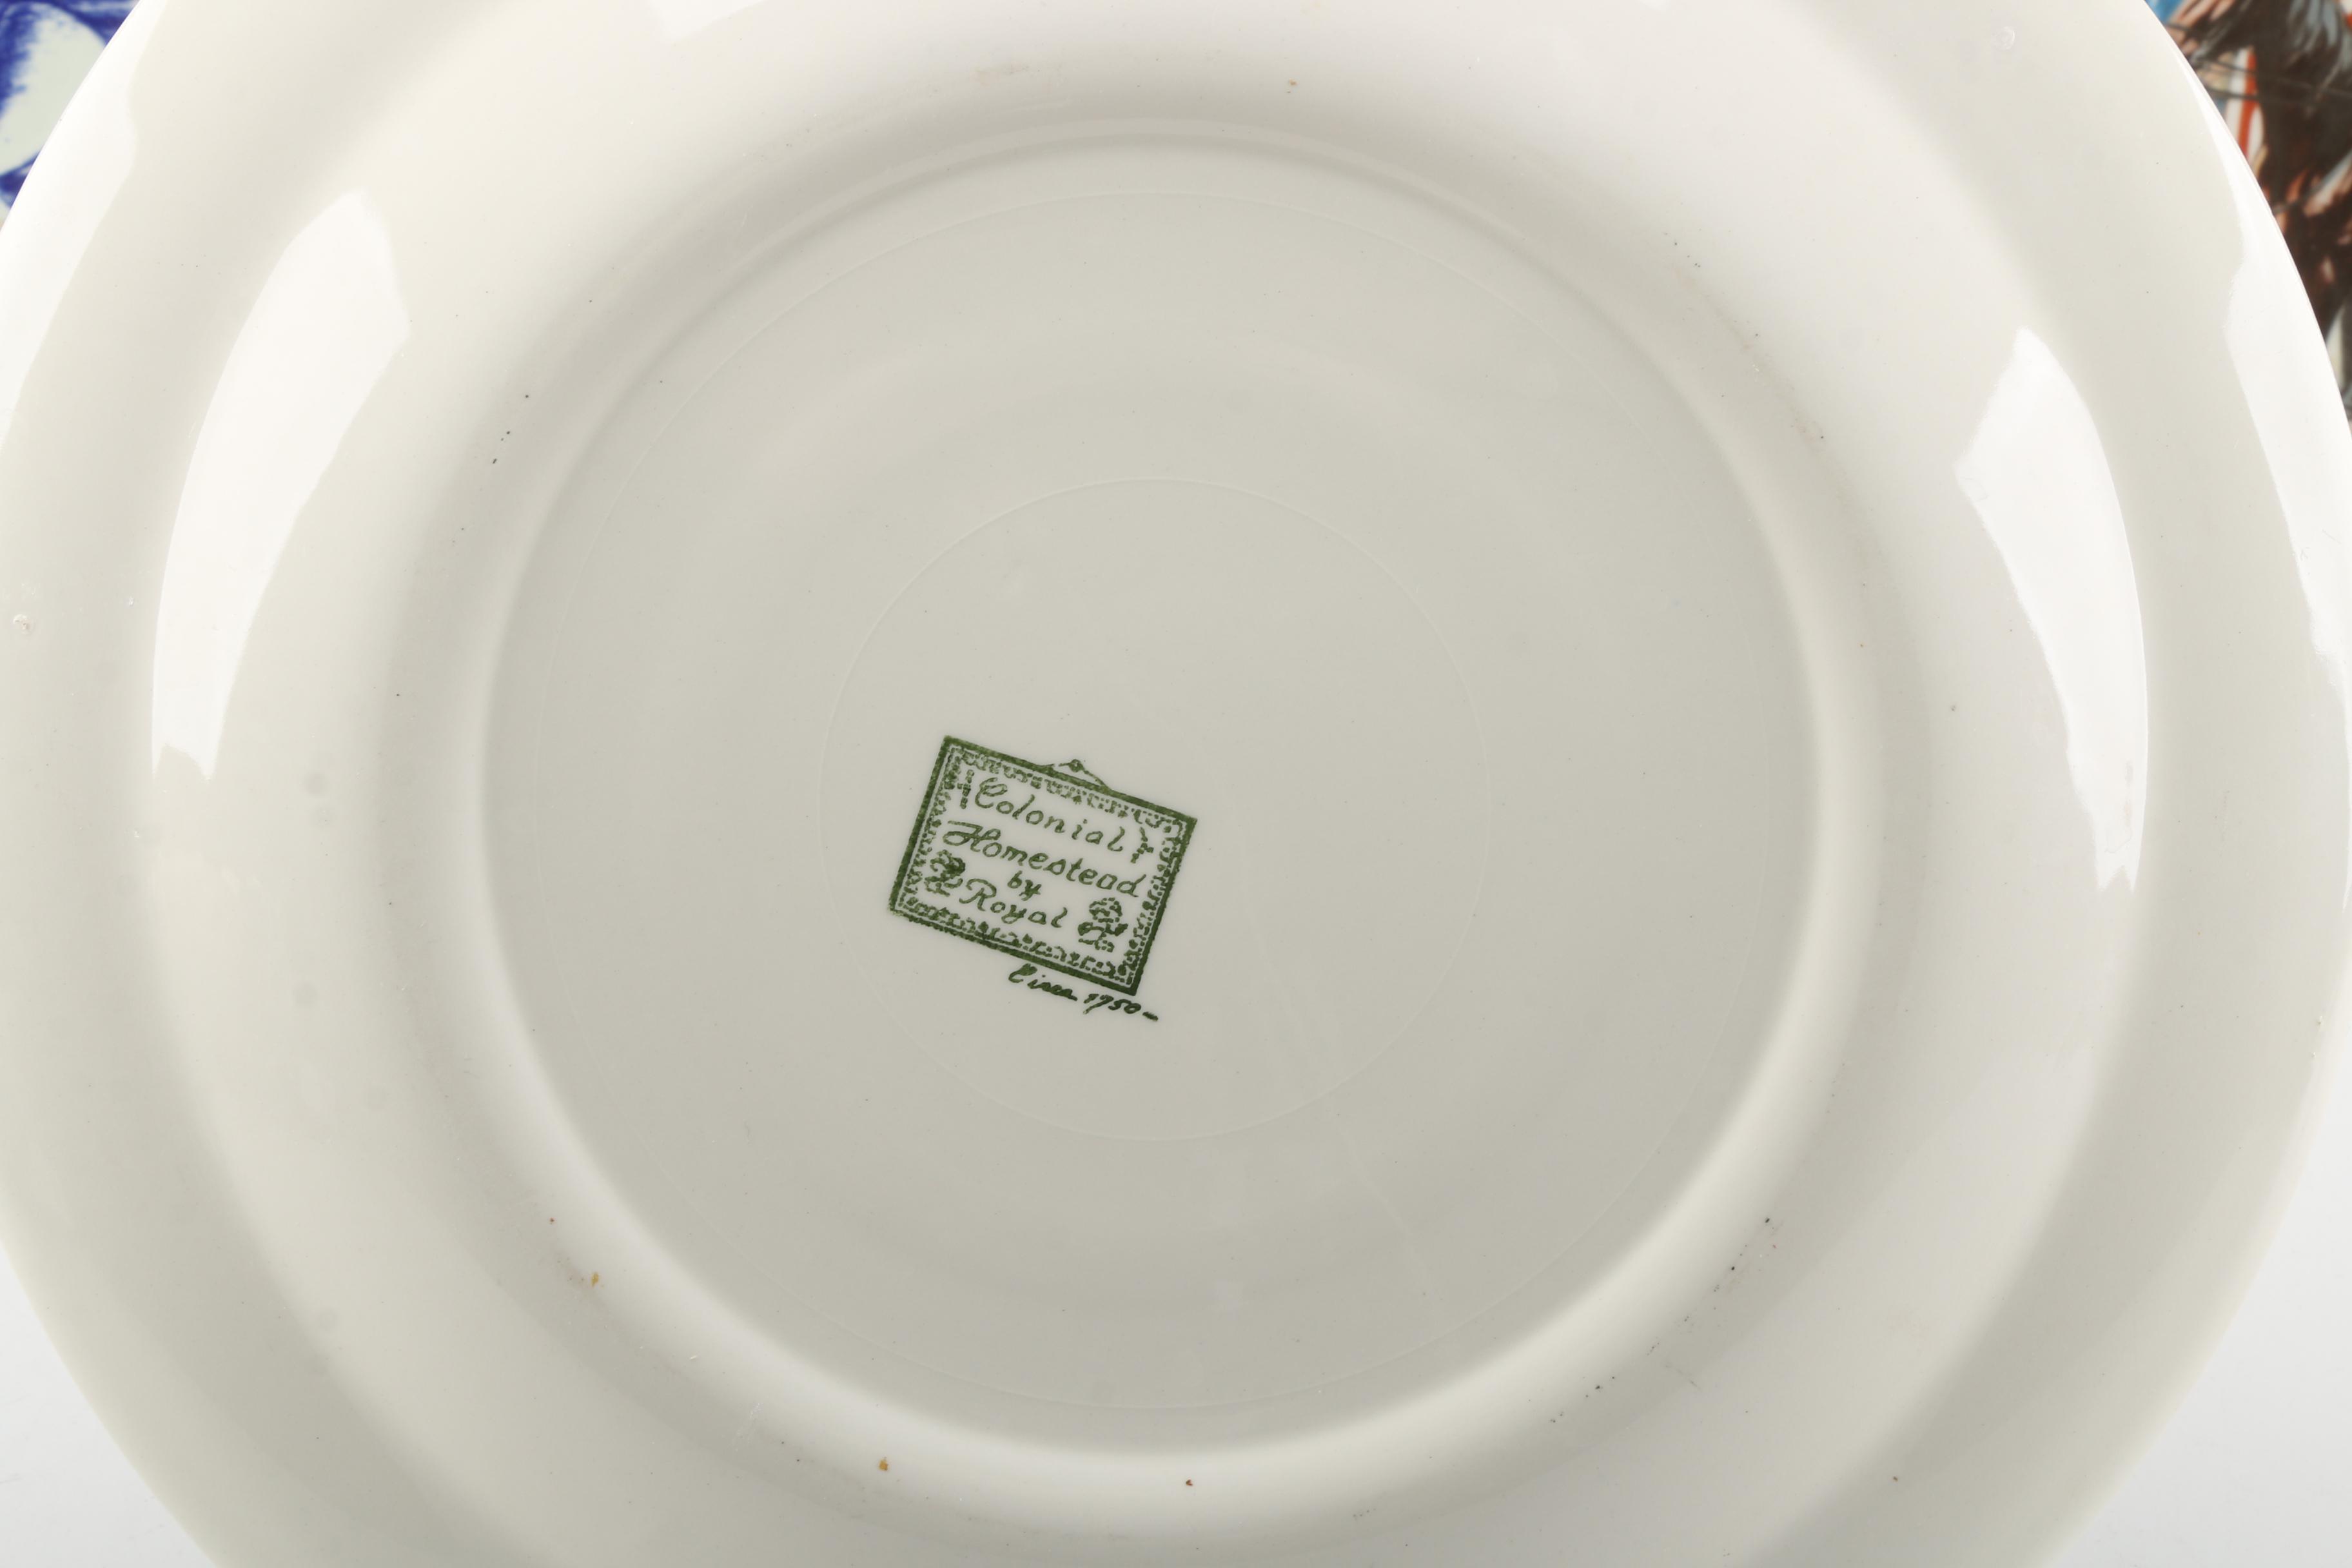 Colonial
Homestead
by
Royal
Circa 1750-